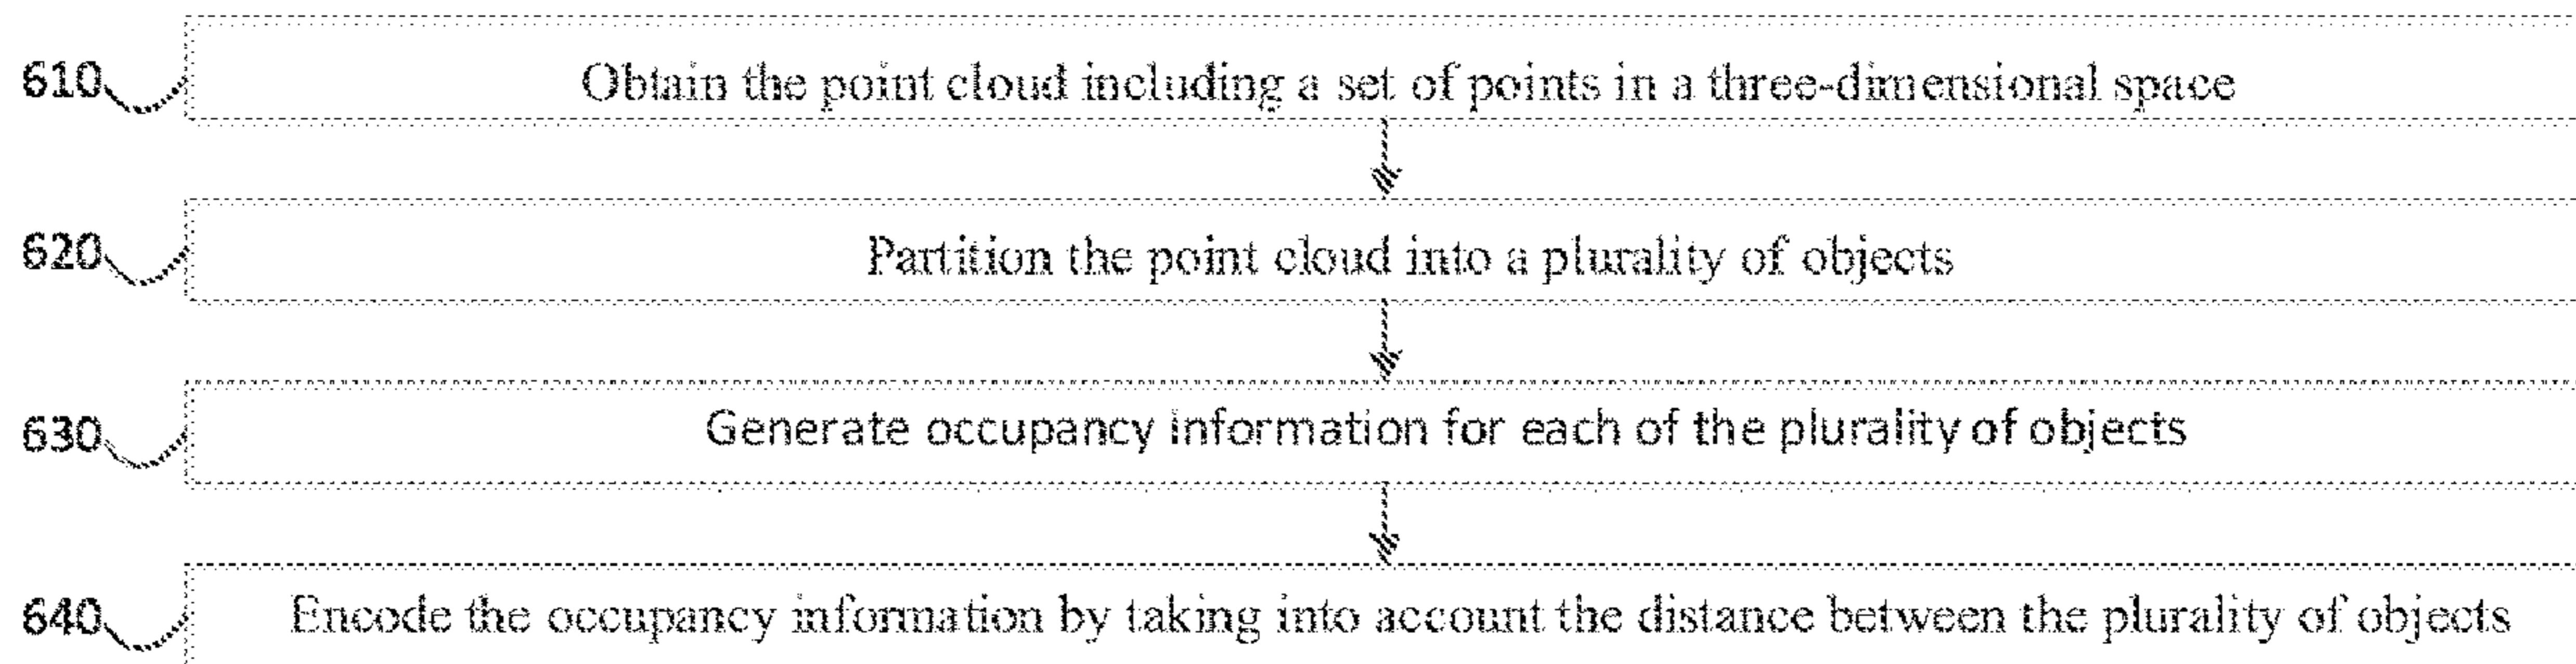 610 Obtain the point cloud including a set of points in a three-dimensional space
620 Partition the point cloud into a plurality of objects
630 Generate occupancy information for each of the plurality of objects
640 Encode the occupancy information by taking into account the distance between the plurality of objects